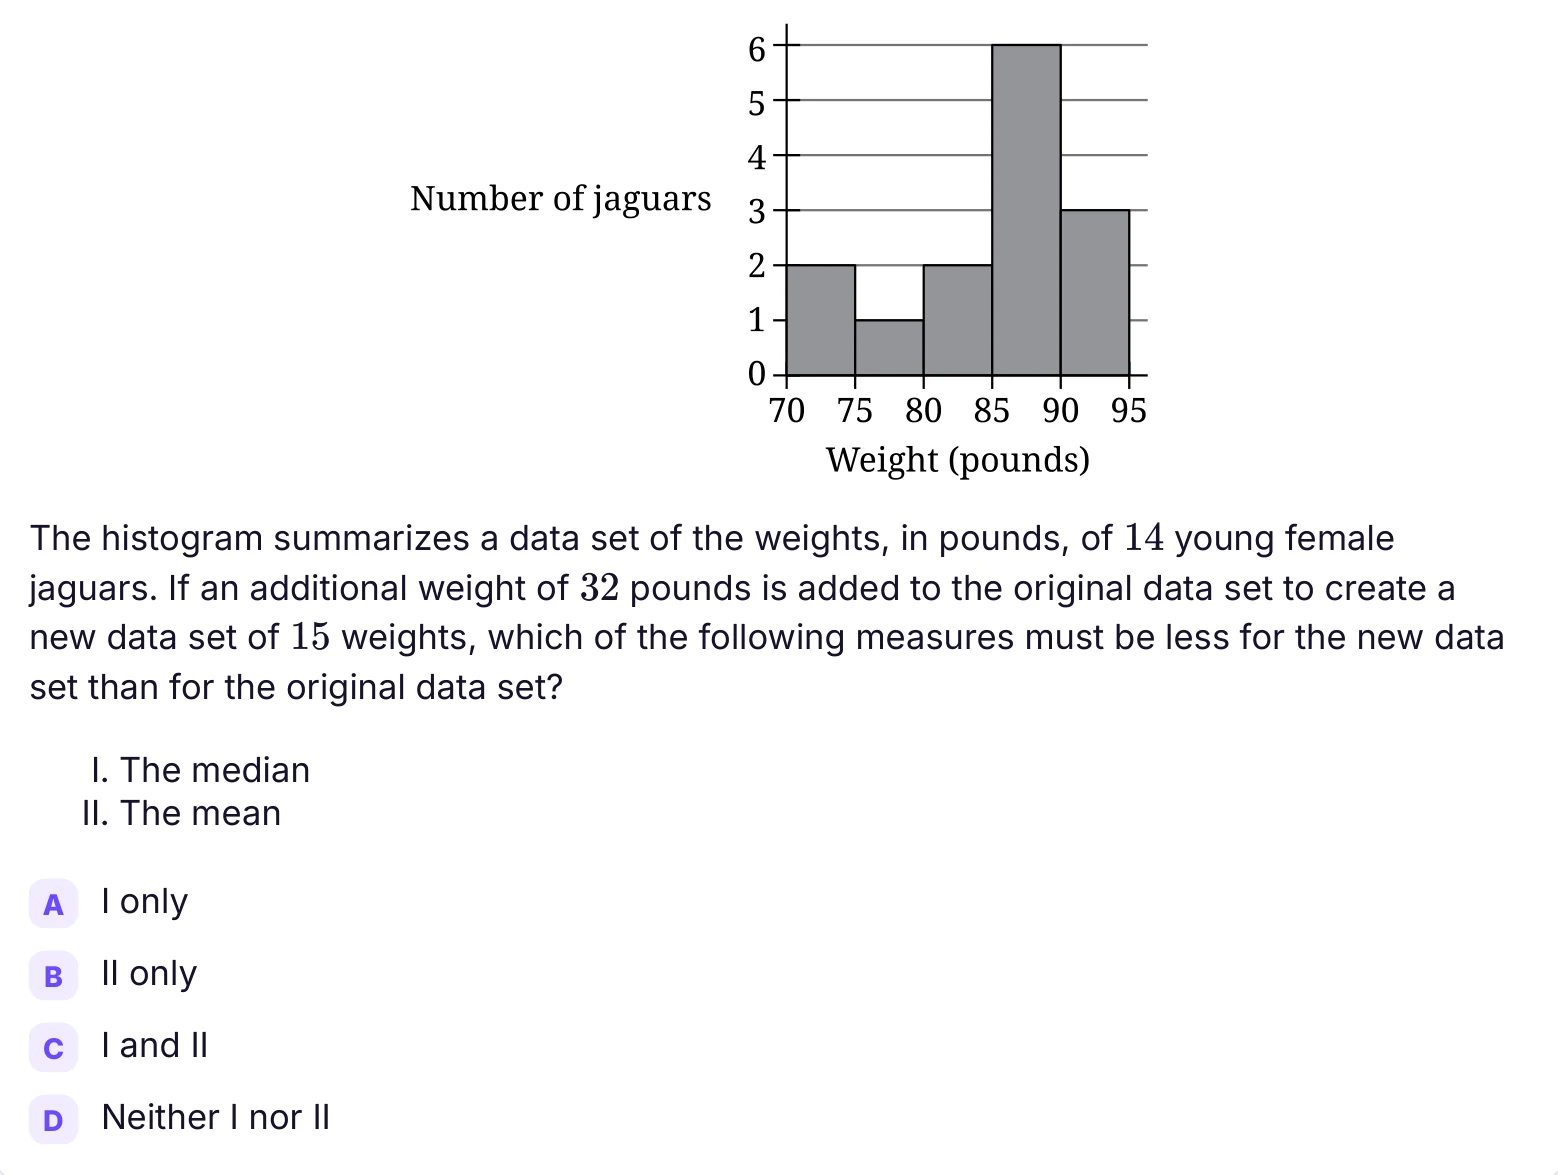 6
5
4
Number of jaguars
3
2
1
0
70 75 80 85 90 95
Weight (pounds)
The histogram summarizes a data set of the weights, in pounds, of 14 young female
jaguars. If an additional weight of 32 pounds is added to the original data set to create a
new data set of 15 weights, which of the following measures must be less for the new data
set than for the original data set?
I. The median
II. The mean
A I only
B II only
C I and II
D Neither I nor II